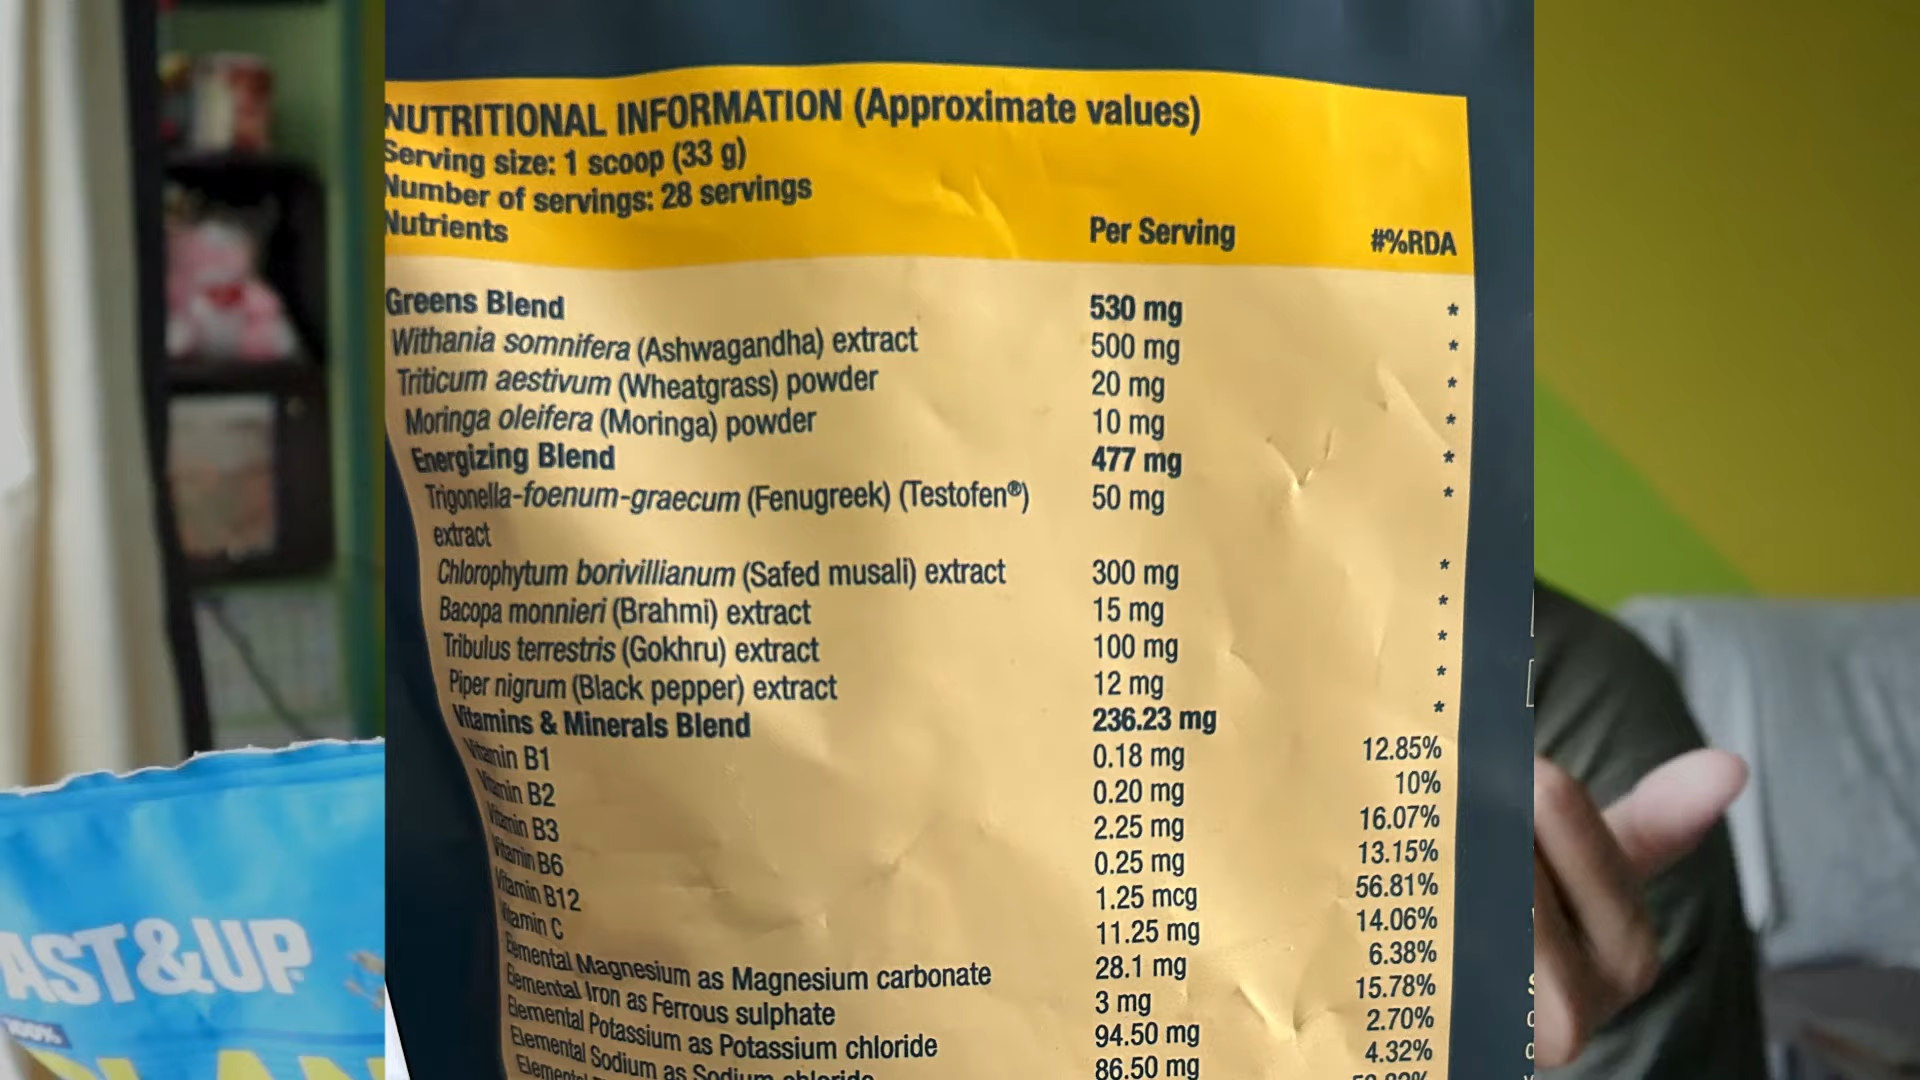 NUTRITIONAL INFORMATION (Approximate values)
Serving size: 1 scoop (33 g)
Number of servings: 28 servings
Nutrients Per Serving #%RDA
Greens Blend 530 mg *
Withania somnifera (Ashwagandha) extract 500 mg *
Triticum aestivum (Wheatgrass) powder 20 mg *
Moringa oleifera (Moringa) powder 10 mg *
Energizing Blend 477 mg *
Trigonella-foenum-graecum (Fenugreek) (Testofen®) 50 mg *
extract
Chlorophytum borivillianum (Safed musali) extract 300 mg *
Bacopa monnieri (Brahmi) extract 15 mg *
Tribulus terrestris (Gokhru) extract 100 mg *
Piper nigrum (Black pepper) extract 12 mg *
Vitamins & Minerals Blend 236.23 mg *
Vitamin B1 0.18 mg 12.85%
Vitamin B2 0.20 mg 10%
Vitamin B3 2.25 mg 16.07%
Vitamin B6 0.25 mg 13.15%
Vitamin B12 1.25 mcg 56.81%
Vitamin C 11.25 mg 14.06%
Elemental Magnesium as Magnesium carbonate 28.1 mg 6.38%
Elemental Iron as Ferrous sulphate 3 mg 15.78%
Elemental Potassium as Potassium chloride 94.50 mg 2.70%
Elemental Sodium as Sodium chloride 86.50 mg 4.32%
Elemental
AST&UP
100%